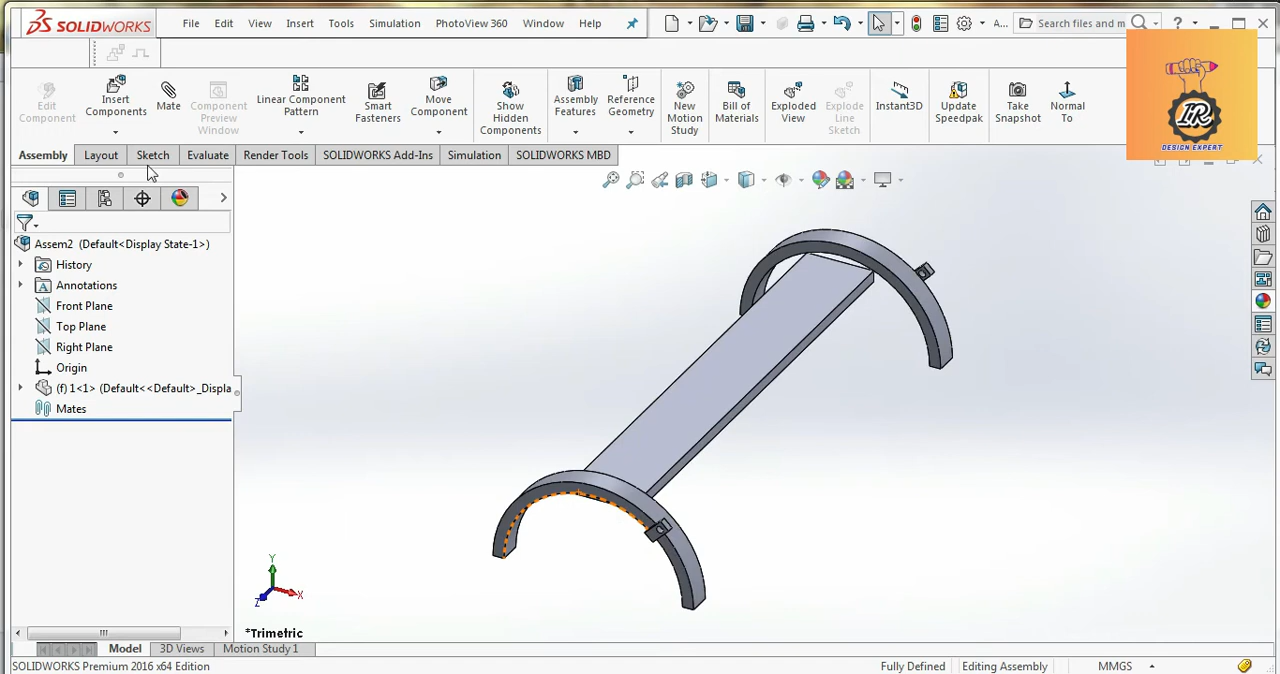 SOLIDWORKS File Edit View Insert Tools Simulation PhotoView 360 Window Help A... Search files and m ?
Edit Component
Insert Components
Mate
Component Preview Window
Linear Component Pattern
Smart Fasteners
Move Component
Show Hidden Components
Assembly Features
Reference Geometry
New Motion Study
Bill of Materials
Exploded View
Explode Line Sketch
Instant3D
Update Speedpak
Take Snapshot
Normal To
IR
DESIGN EXPERT
Assembly Layout Sketch Evaluate Render Tools SOLIDWORKS Add-Ins Simulation SOLIDWORKS MBD
Assem2 (Default<Display State-1>)
History
A Annotations
Front Plane
Top Plane
Right Plane
Origin
(f) 1<1> (Default<<Default>_Displa
Mates
Y
X
Z
*Trimetric
Model 3D Views Motion Study 1
SOLIDWORKS Premium 2016 x64 Edition Fully Defined Editing Assembly MMGS